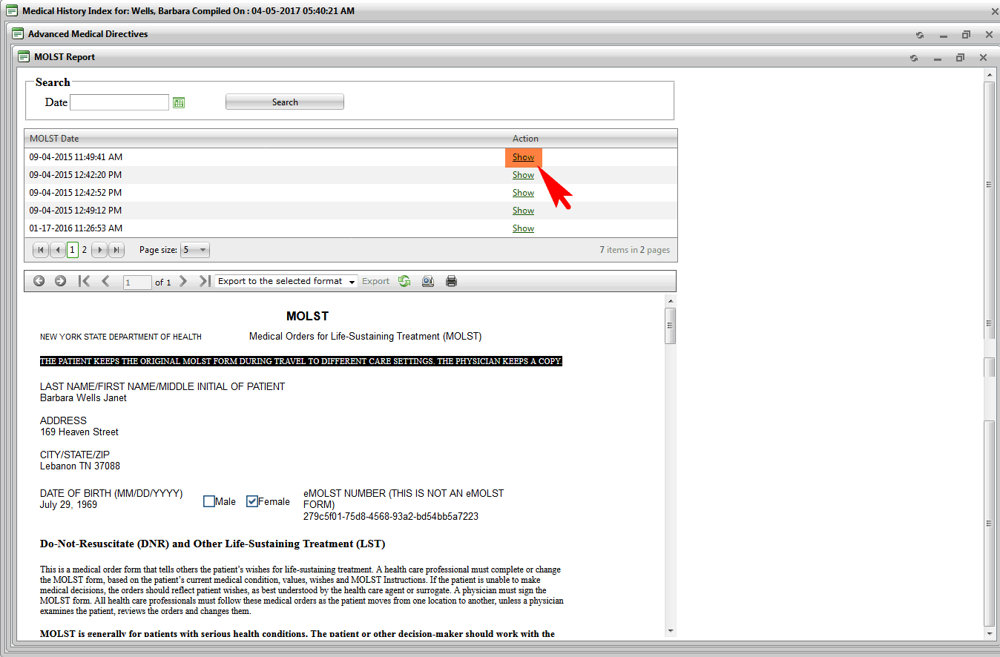 Medical History Index for: Wells, Barbara Compiled On : 04-05-2017 05:40:21 AM
Advanced Medical Directives
MOLST Report
Search
Date Search
MOLST Date Action
09-04-2015 11:49:41 AM Show
09-04-2015 12:42:20 PM Show
09-04-2015 12:42:52 PM Show
09-04-2015 12:49:12 PM Show
01-17-2016 11:26:53 AM Show
1 2 Page size: 5 7 items in 2 pages
1 of 1 Export to the selected format Export
MOLST
NEW YORK STATE DEPARTMENT OF HEALTH Medical Orders for Life-Sustaining Treatment (MOLST)
THE PATIENT KEEPS THE ORIGINAL MOLST FORM DURING TRAVEL TO DIFFERENT CARE SETTINGS. THE PHYSICIAN KEEPS A COPY.
LAST NAME/FIRST NAME/MIDDLE INITIAL OF PATIENT
Barbara Wells Janet
ADDRESS
169 Heaven Street
CITY/STATE/ZIP
Lebanon TN 37088
DATE OF BIRTH (MM/DD/YYYY)
July 29, 1969
Male Female
eMOLST NUMBER (THIS IS NOT AN eMOLST
FORM)
279c5f01-75d8-4568-93a2-bd54bb5a7223
Do-Not-Resuscitate (DNR) and Other Life-Sustaining Treatment (LST)
This is a medical order form that tells others the patient’s wishes for life-sustaining treatment. A health care professional must complete or change
the MOLST form, based on the patient’s current medical condition, values, wishes and MOLST Instructions. If the patient is unable to make
medical decisions, the orders should reflect patient wishes, as best understood by the health care agent or surrogate. A physician must sign the
MOLST form. All health care professionals must follow these medical orders as the patient moves from one location to another, unless a physician
examines the patient, reviews the orders and changes them.
MOLST is generally for patients with serious health conditions. The patient or other decision-maker should work with the